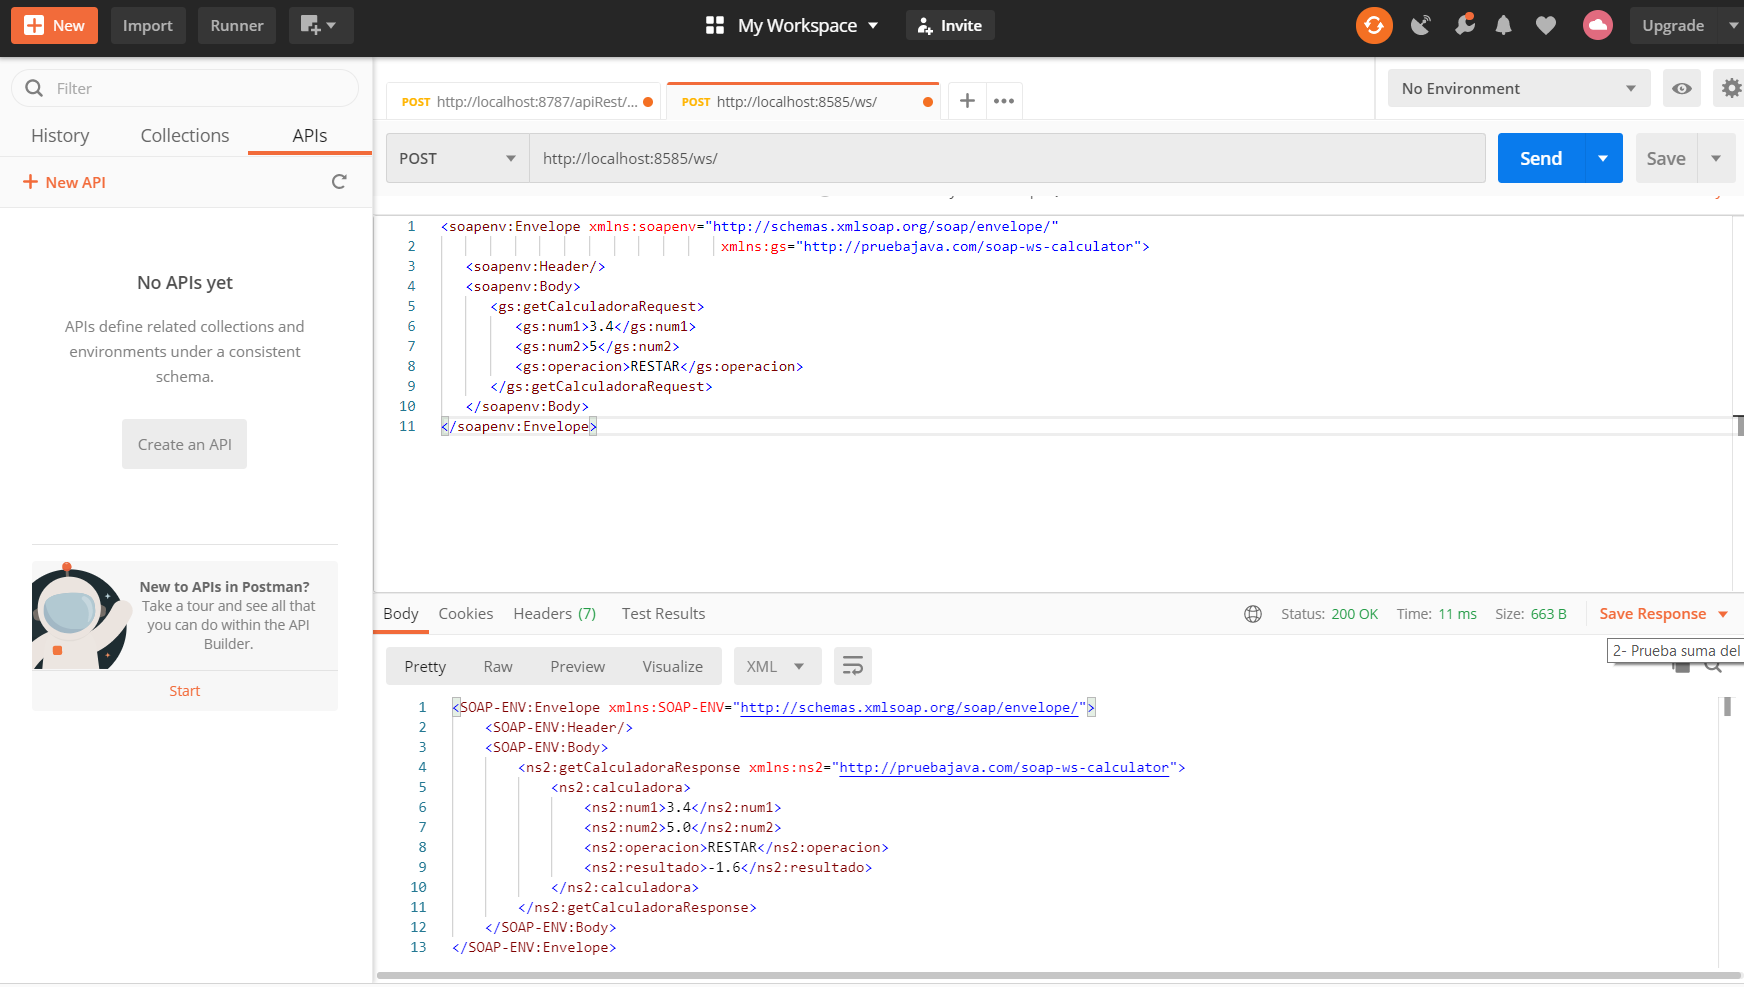 New
Import
Runner
My Workspace
Invite
Upgrade
Filter
History
Collections
APIs
New API
No APIs yet
APIs define related collections and
environments under a consistent
schema.
Create an API
New to APIs in Postman?
Take a tour and see all that
you can do within the API
Builder.
Start
POST http://localhost:8787/apiRest/...
POST http://localhost:8585/ws/
No Environment
POST
http://localhost:8585/ws/
Send
Save
1 <soapenv:Envelope xmlns:soapenv="http://schemas.xmlsoap.org/soap/envelope/"
2 xmlns:gs="http://pruebajava.com/soap-ws-calculator">
3 <soapenv:Header/>
4 <soapenv:Body>
5 <gs:getCalculadoraRequest>
6 <gs:num1>3.4</gs:num1>
7 <gs:num2>5</gs:num2>
8 <gs:operacion>RESTAR</gs:operacion>
9 </gs:getCalculadoraRequest>
10 </soapenv:Body>
11 </soapenv:Envelope>
Body Cookies Headers (7) Test Results
Status: 200 OK Time: 11 ms Size: 663 B Save Response
2- Prueba suma del
Pretty Raw Preview Visualize XML
1 <SOAP-ENV:Envelope xmlns:SOAP-ENV="http://schemas.xmlsoap.org/soap/envelope/">
2 <SOAP-ENV:Header/>
3 <SOAP-ENV:Body>
4 <ns2:getCalculadoraResponse xmlns:ns2="http://pruebajava.com/soap-ws-calculator">
5 <ns2:calculadora>
6 <ns2:num1>3.4</ns2:num1>
7 <ns2:num2>5.0</ns2:num2>
8 <ns2:operacion>RESTAR</ns2:operacion>
9 <ns2:resultado>-1.6</ns2:resultado>
10 </ns2:calculadora>
11 </ns2:getCalculadoraResponse>
12 </SOAP-ENV:Body>
13 </SOAP-ENV:Envelope>